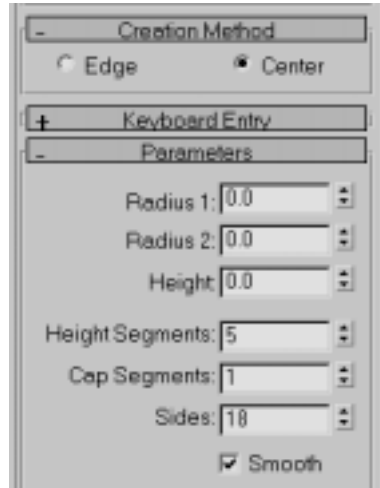 - Creation Method
Edge Center
+ Keyboard Entry
- Parameters
Radius 1: 0.0
Radius 2: 0.0
Height: 0.0
Height Segments: 5
Cap Segments: 1
Sides: 18
Smooth